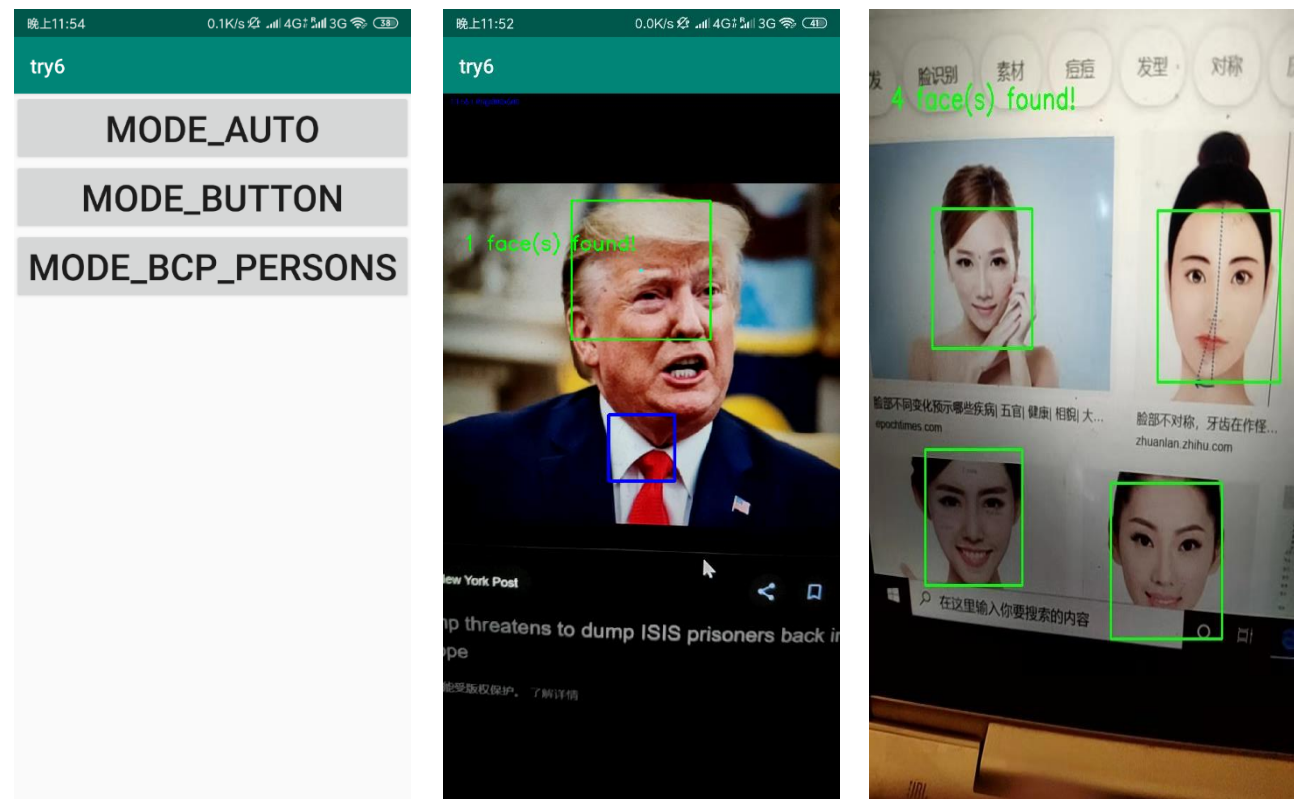 晚上11:54
0.1K/s
4G
3G
38
try6
MODE_AUTO
MODE_BUTTON
MODE_BCP_PERSONS
晚上11:52
0.0K/s
4G
3G
41
try6
1 face(s) found!
ew York Post
p threatens to dump ISIS prisoners back in
ope
能受版权保护。 了解详情
发
脸识别
素材
痘痘
发型
对称
4 face(s) found!
脸部不同变化预示哪些疾病| 五官| 健康| 相貌| 大...
epochtimes.com
脸部不对称，牙齿在作怪...
zhuanlan.zhihu.com
在这里输入你要搜索的内容